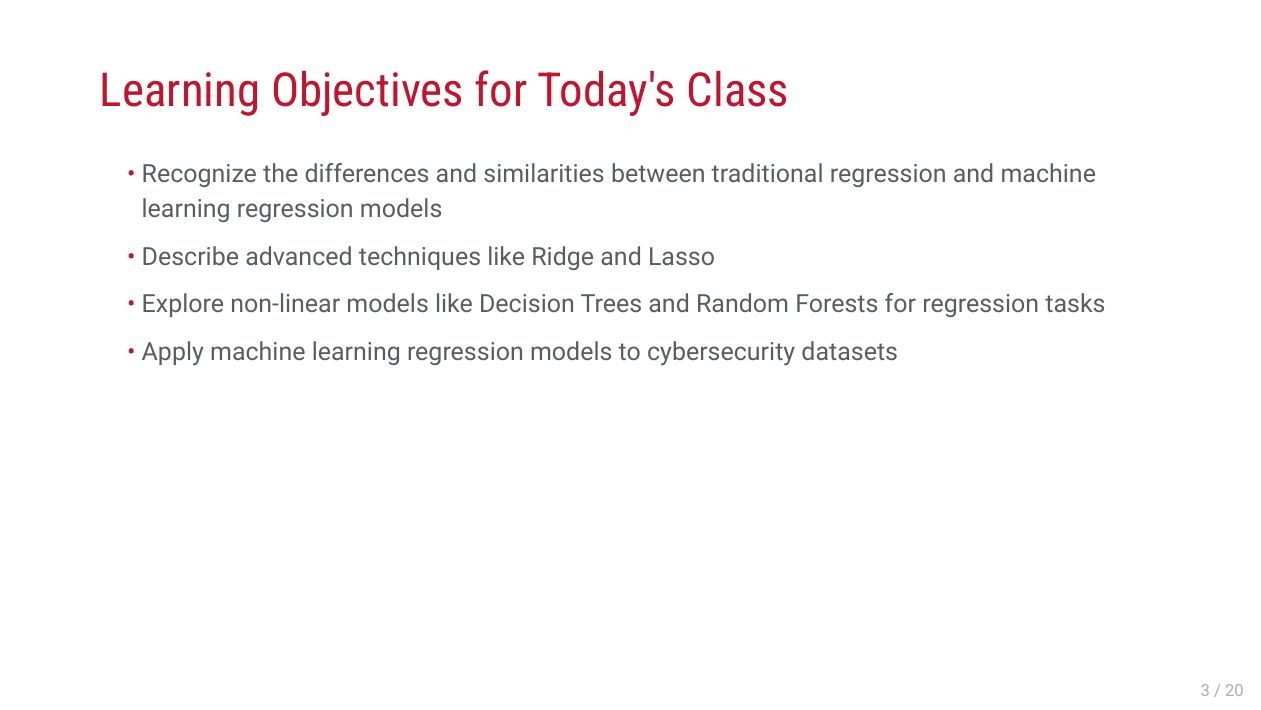 Learning Objectives for Today's Class
• Recognize the differences and similarities between traditional regression and machine
learning regression models
• Describe advanced techniques like Ridge and Lasso
• Explore non-linear models like Decision Trees and Random Forests for regression tasks
• Apply machine learning regression models to cybersecurity datasets
3 / 20